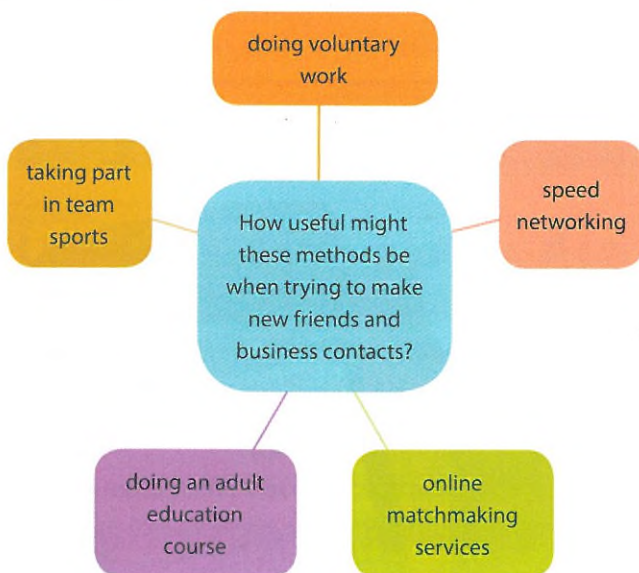 doing voluntary
work
taking part
in team
sports
speed
networking
How useful might
these methods be
when trying to make
new friends and
business contacts?
doing an adult
education
course
online
matchmaking
services